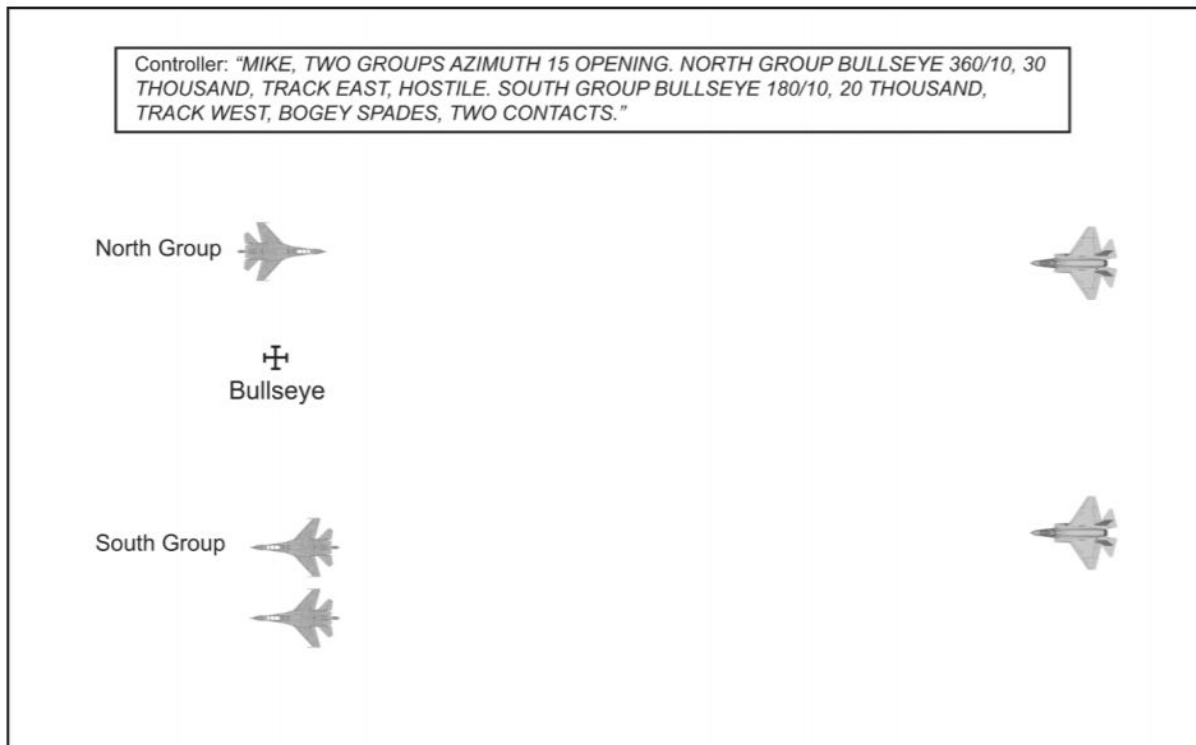 Controller: “MIKE, TWO GROUPS AZIMUTH 15 OPENING. NORTH GROUP BULLSEYE 360/10, 30
THOUSAND, TRACK EAST, HOSTILE. SOUTH GROUP BULLSEYE 180/10, 20 THOUSAND,
TRACK WEST, BOGEY SPADES, TWO CONTACTS.”
North Group
Bullseye
South Group